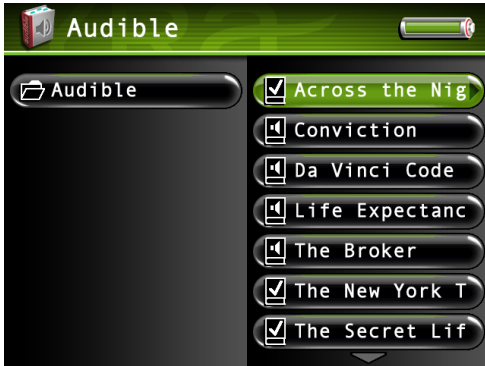 Audible
Audible
Across the Nig
Conviction
Da Vinci Code
Life Expectanc
The Broker
The New York T
The Secret Lif